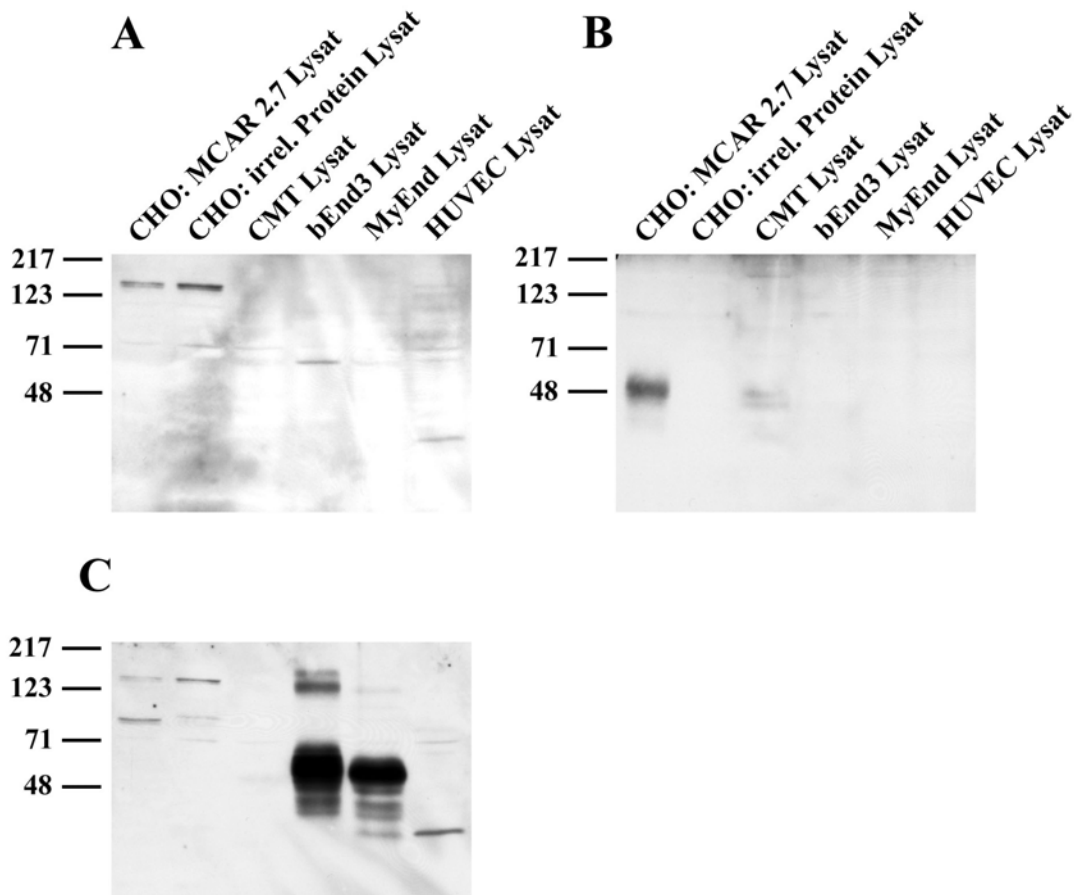 A
CHO: MCAR 2.7 Lysat
CHO: irrel. Protein Lysat
CMT Lysat
bEnd3 Lysat
MyEnd Lysat
HUVEC Lysat
217
123
71
48
B
CHO: MCAR 2.7 Lysat
CHO: irrel. Protein Lysat
CMT Lysat
bEnd3 Lysat
MyEnd Lysat
HUVEC Lysat
217
123
71
48
C
217
123
71
48